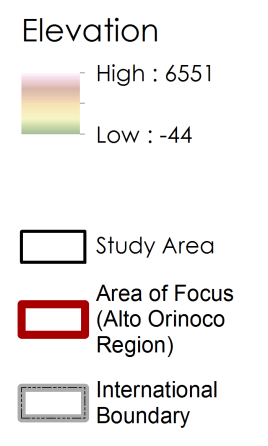 Elevation
High : 6551
Low : -44
Study Area
Area of Focus
(Alto Orinoco
Region)
International
Boundary